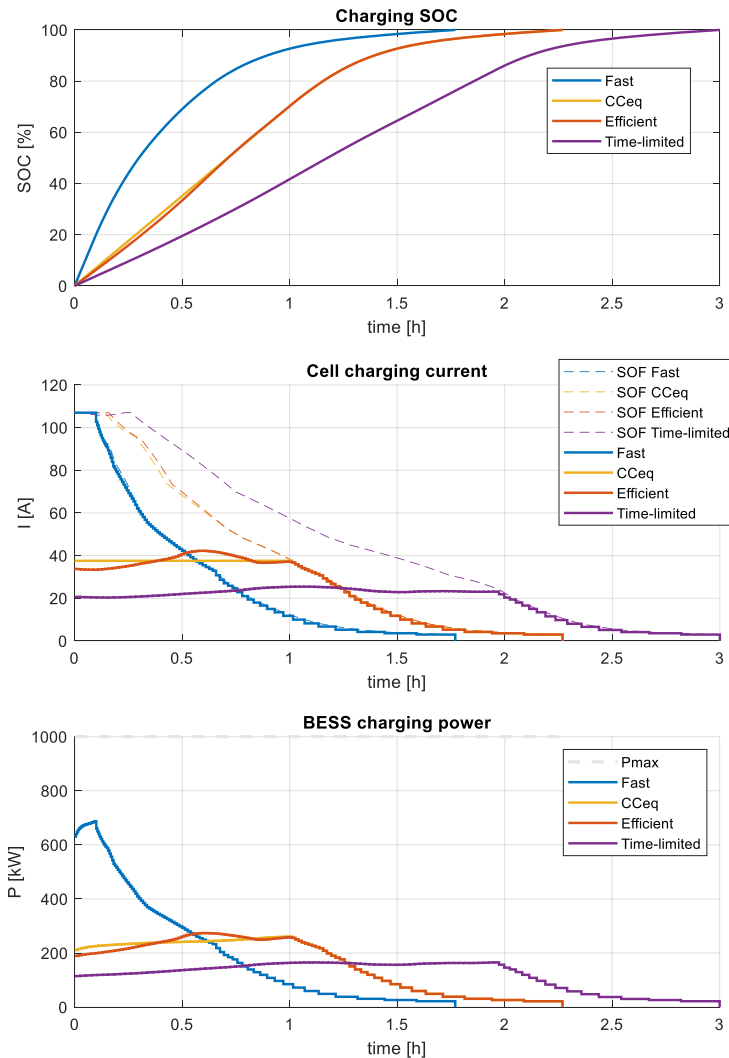 Charging SOC
100
80
60
40
20
0
SOC [%]
Fast
CCeq
Efficient
Time-limited
0 0.5 1 1.5 2 2.5 3
time [h]
Cell charging current
120
100
80
60
40
20
0
I [A]
SOF Fast
SOF CCeq
SOF Efficient
SOF Time-limited
Fast
CCeq
Efficient
Time-limited
0 0.5 1 1.5 2 2.5 3
time [h]
BESS charging power
1000
800
600
400
200
0
P [kW]
Pmax
Fast
CCeq
Efficient
Time-limited
0 0.5 1 1.5 2 2.5 3
time [h]